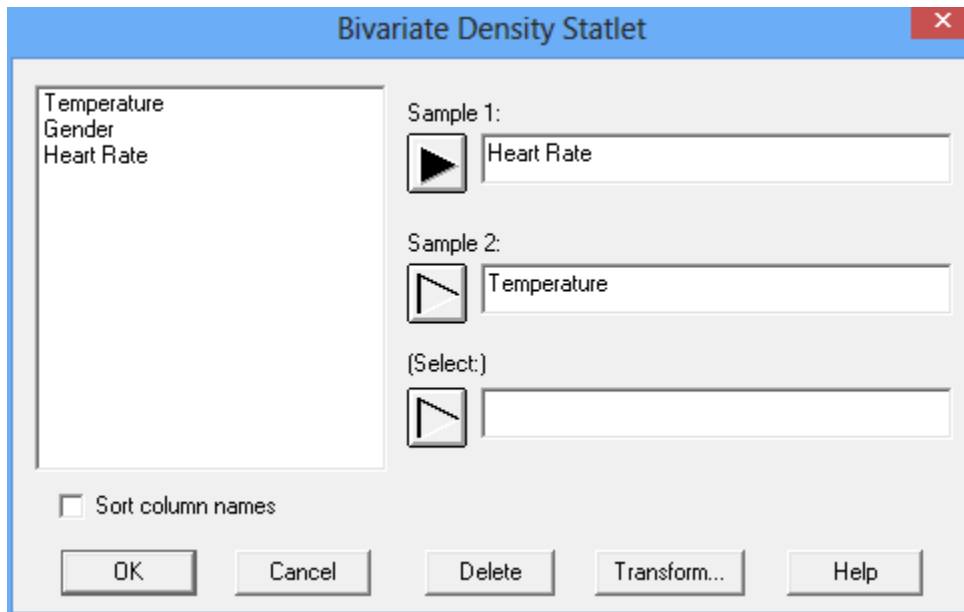 Bivariate Density Statlet
Temperature
Gender
Heart Rate
Sample 1:
Heart Rate
Sample 2:
Temperature
(Select:)
Sort column names
OK
Cancel
Delete
Transform...
Help